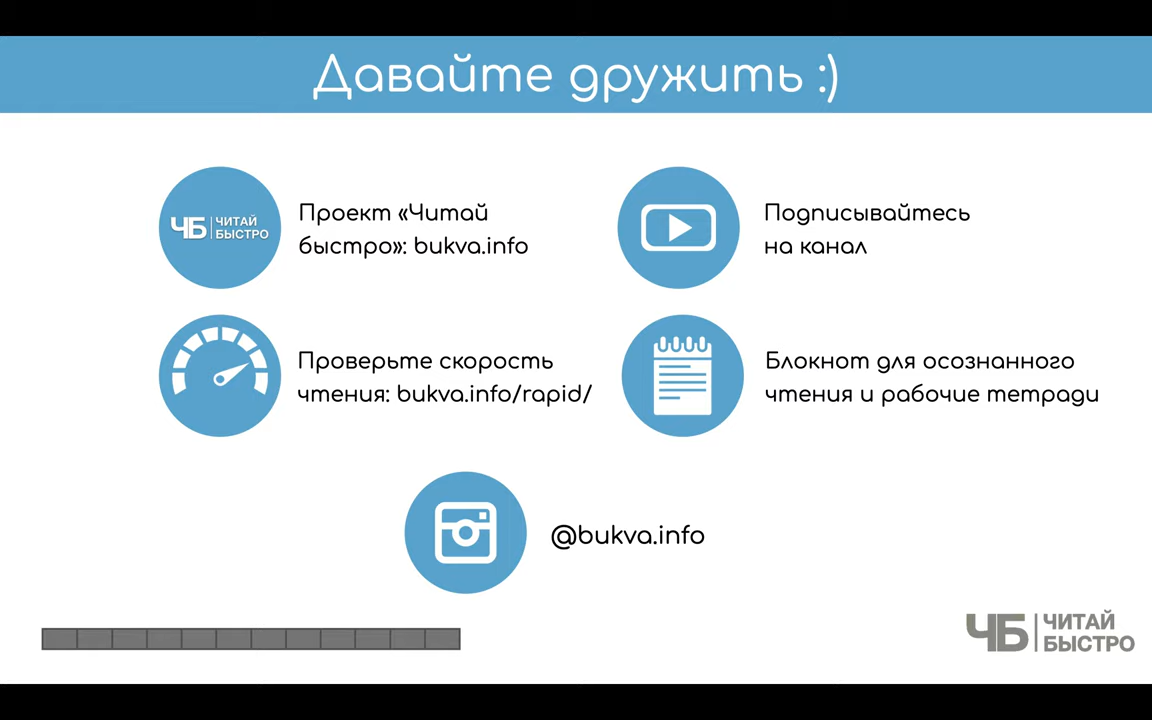 Давайте дружить :)
ЧБ ЧИТАЙ
БЫСТРО
Проект «Читай
быстро»: bukva.info
Подписывайтесь
на канал
Проверьте скорость
чтения: bukva.info/rapid/
Блокнот для осознанного
чтения и рабочие тетради
@bukva.info
ЧБ ЧИТАЙ
БЫСТРО